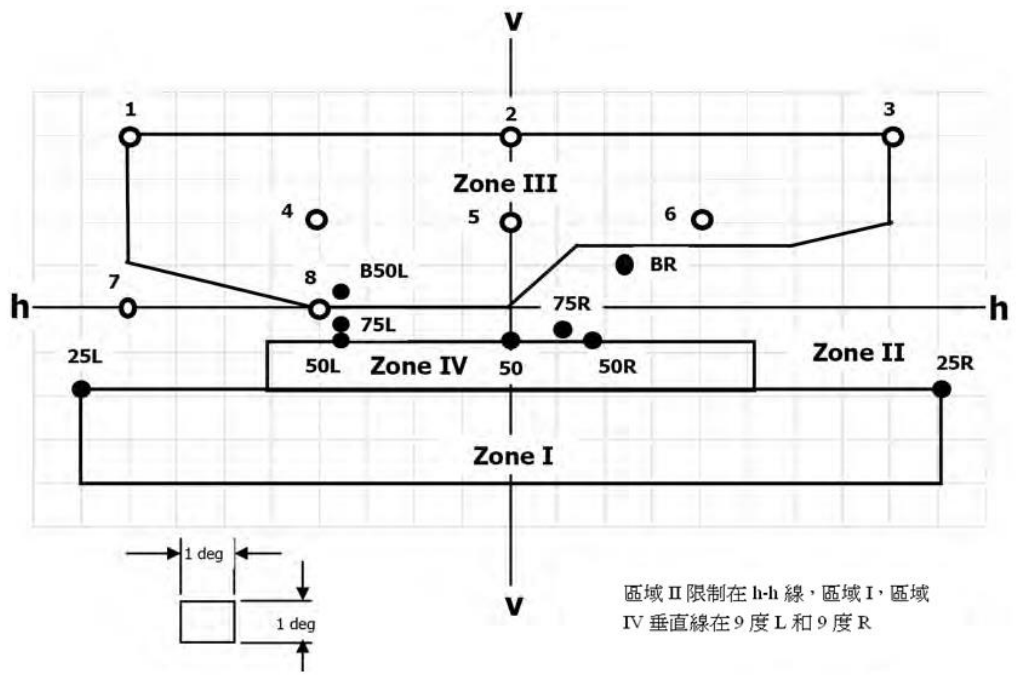 V
1
2
3
Zone III
4
5
6
B50L
BR
7
8
h
h
75R
75L
25L
50L
Zone IV
50
50R
Zone II
25R
Zone I
1 deg
1 deg
V
區域 II 限制在 h-h 線，區域 I，區域
IV 垂直線在 9 度 L 和 9 度 R